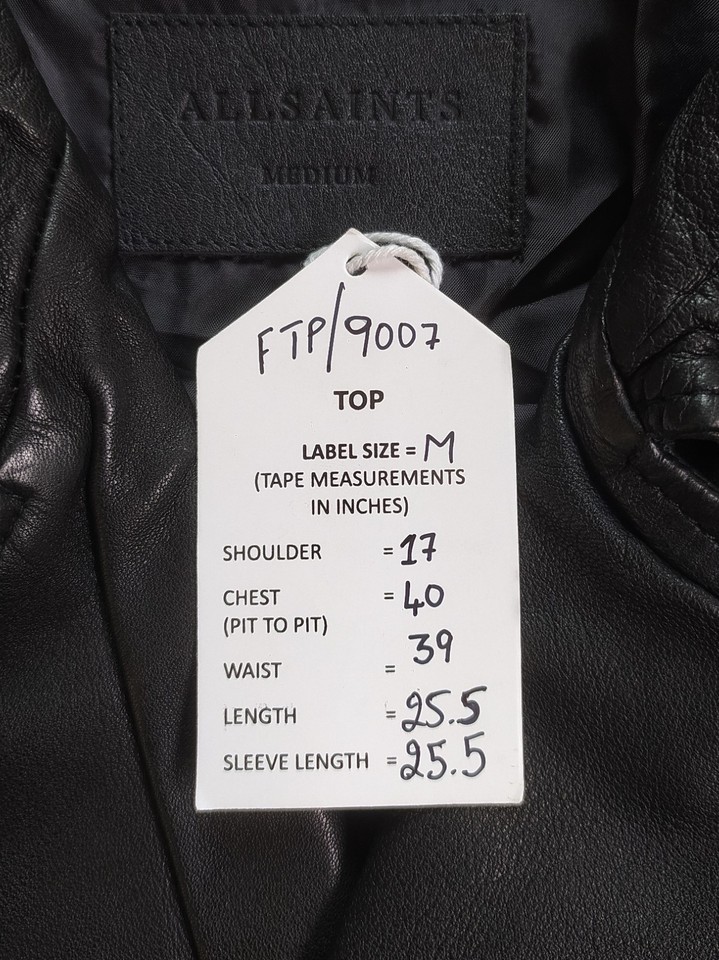 ALLSAINTS
MEDIUM
FTP/9007
TOP
LABEL SIZE = M
(TAPE MEASUREMENTS
IN INCHES)
SHOULDER = 17
CHEST = 40
(PIT TO PIT)
WAIST = 39
LENGTH = 25.5
SLEEVE LENGTH = 25.5